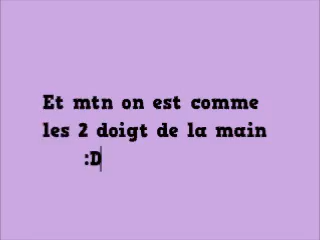 Et mtn on est comme
les 2 doigt de la main
:D